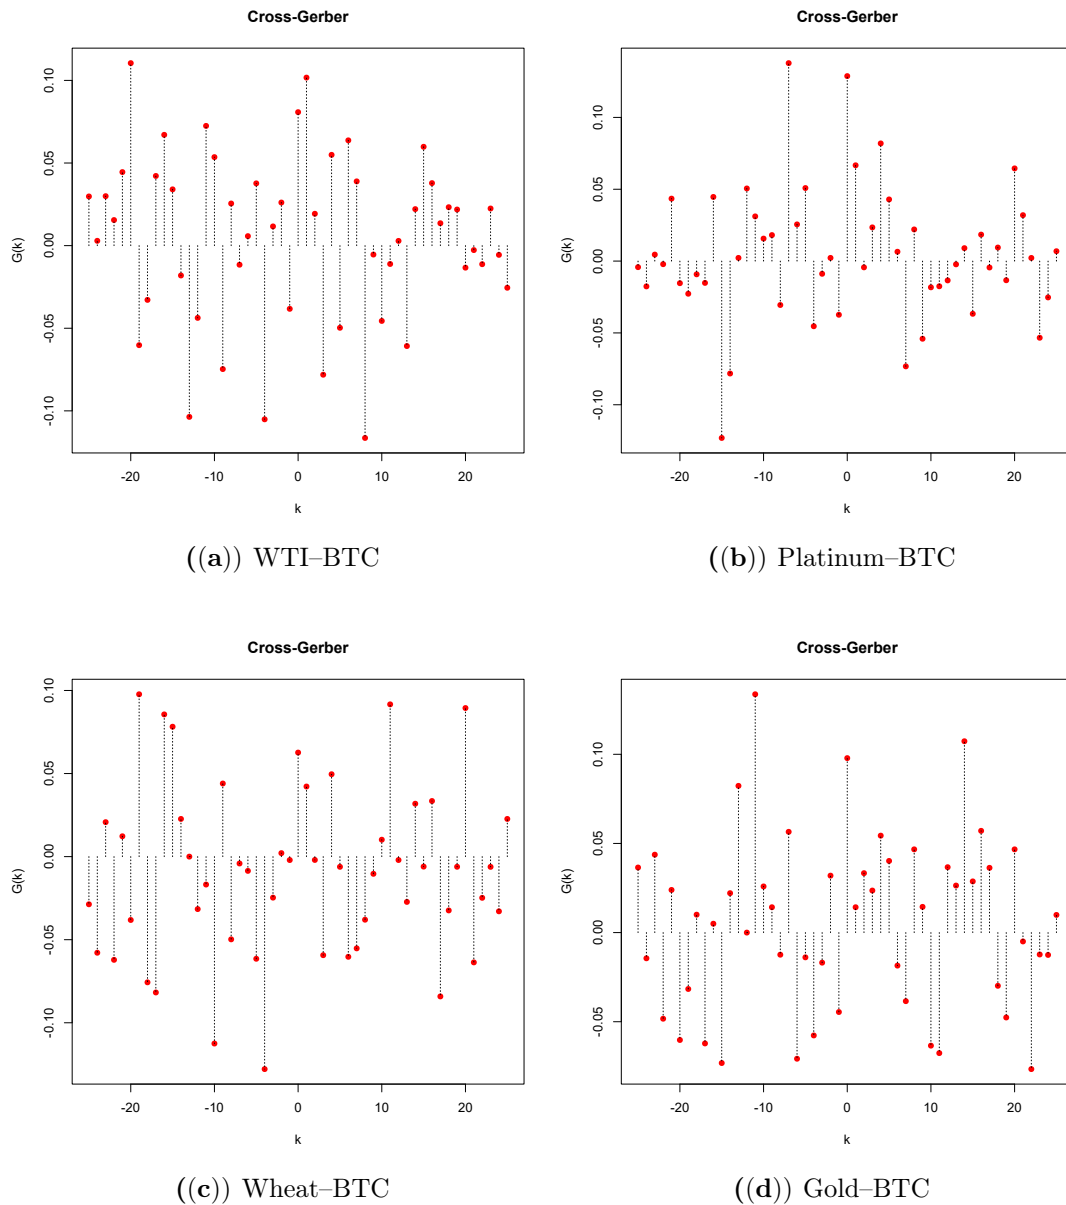 Cross-Gerber
Cross-Gerber
G(k)
0.10
0.05
0.00
-0.05
-0.10
-20
-10
0
10
20
k
G(k)
0.10
0.05
0.00
-0.05
-0.10
-20
-10
0
10
20
k
((a)) WTI–BTC
((b)) Platinum–BTC
Cross-Gerber
Cross-Gerber
G(k)
0.10
0.05
0.00
-0.05
-0.10
-20
-10
0
10
20
k
G(k)
0.10
0.05
0.00
-0.05
-20
-10
0
10
20
k
((c)) Wheat–BTC
((d)) Gold–BTC